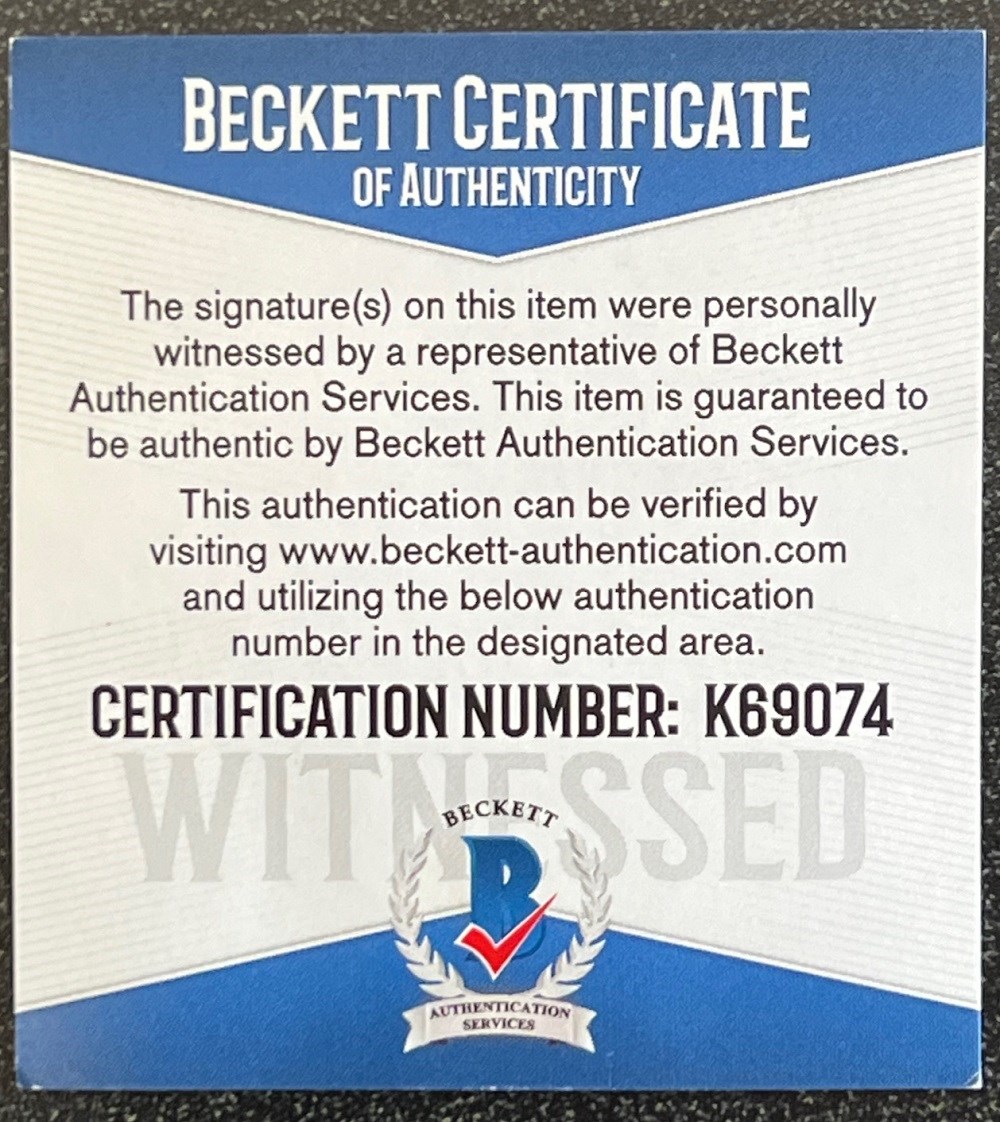 BECKETT CERTIFICATE
OF AUTHENTICITY
The signature(s) on this item were personally
witnessed by a representative of Beckett
Authentication Services. This item is guaranteed to
be authentic by Beckett Authentication Services.
This authentication can be verified by
visiting www.beckett-authentication.com
and utilizing the below authentication
number in the designated area.
CERTIFICATION NUMBER: K69074
WITNESSED
BECKETT
B
AUTHENTICATION
SERVICES